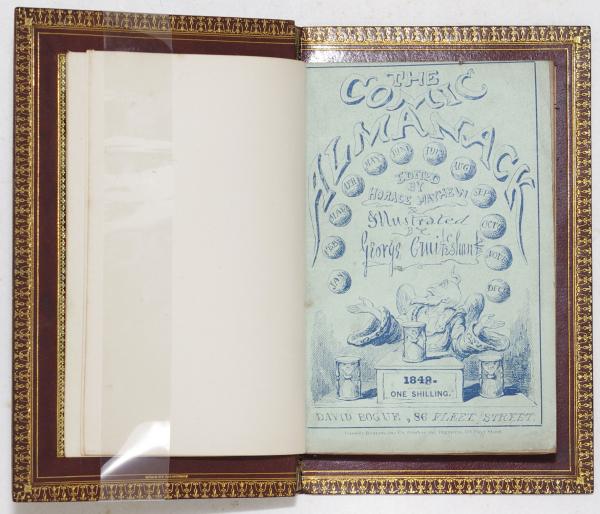 THE
COMIC
ALMANACK
JAN
FEB
MAR
APR
MAY
JUNE
JULY
AUG
SEP
OCT
NOV
DEC
EDITED
BY
HORACE MAYHEW
&
Illustrated
BY
George Cruikshank
1848.
ONE SHILLING.
DAVID BOGUE, 86 FLEET STREET